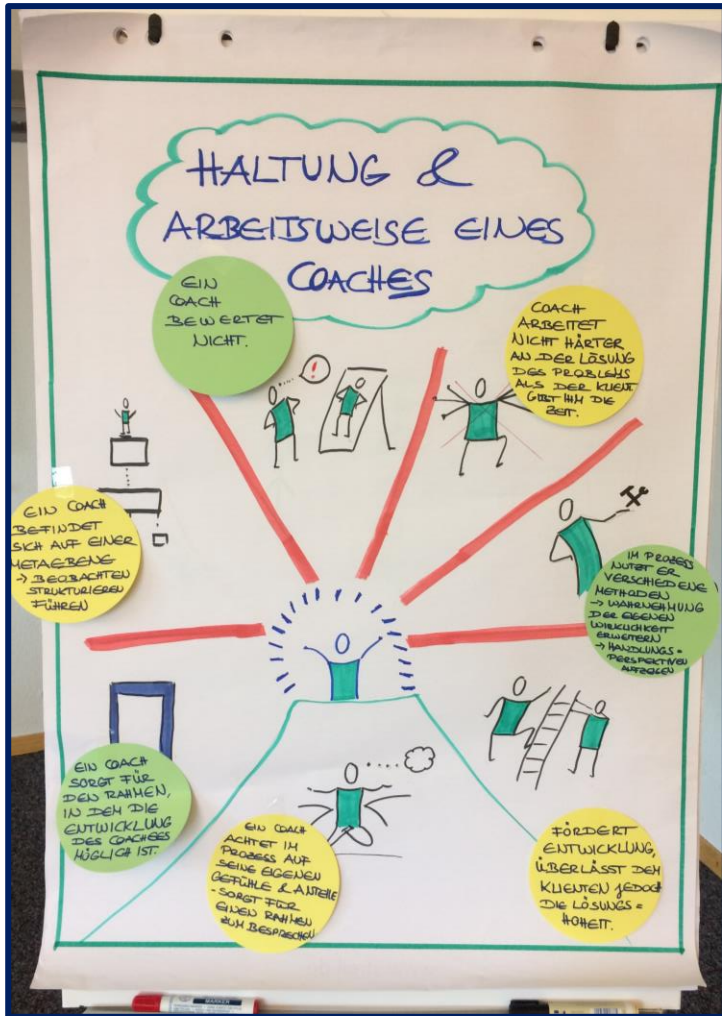 HALTUNG &
ARBEITSWEISE EINES
COACHES
EIN
COACH
BEWERTET
NICHT.
!
COACH
ARBEITET
NICHT HÄRTER
AN DER LÖSUNG
DES PROBLEMS
ALS DER KLIENT
GIBT IHM DIE
ZEIT.
EIN COACH
BEFINDET
SICH AUF EINER
METAEBENE
→ BEOBACHTEN
STRUKTURIEREN
FÜHREN
IM PROZESS
NUTZT ER
VERSCHIEDENE
METHODEN
→ WAHRNEHMUNG
DER EIGENEN
WIRKLICHKEIT
ERWEITERN
→ HANDLUNGS=
PERSPEKTIVEN
AUFZEIGEN
EIN COACH
SORGT FÜR
DEN RAHMEN,
IN DEM DIE
ENTWICKLUNG
DES COACHEES
MÖGLICH IST.
EIN COACH
ACHTET IM
PROZESS AUF
SEINE EIGENEN
GEFÜHLE & ANTEILE
- SORGT FÜR
EINEN RAHMEN
ZUM BESPRECHEN
FÖRDERT
ENTWICKLUNG,
ÜBERLÄSST DEM
KLIENTEN JEDOCH
DIE LÖSUNGS=
HOHEIT.
MARKER